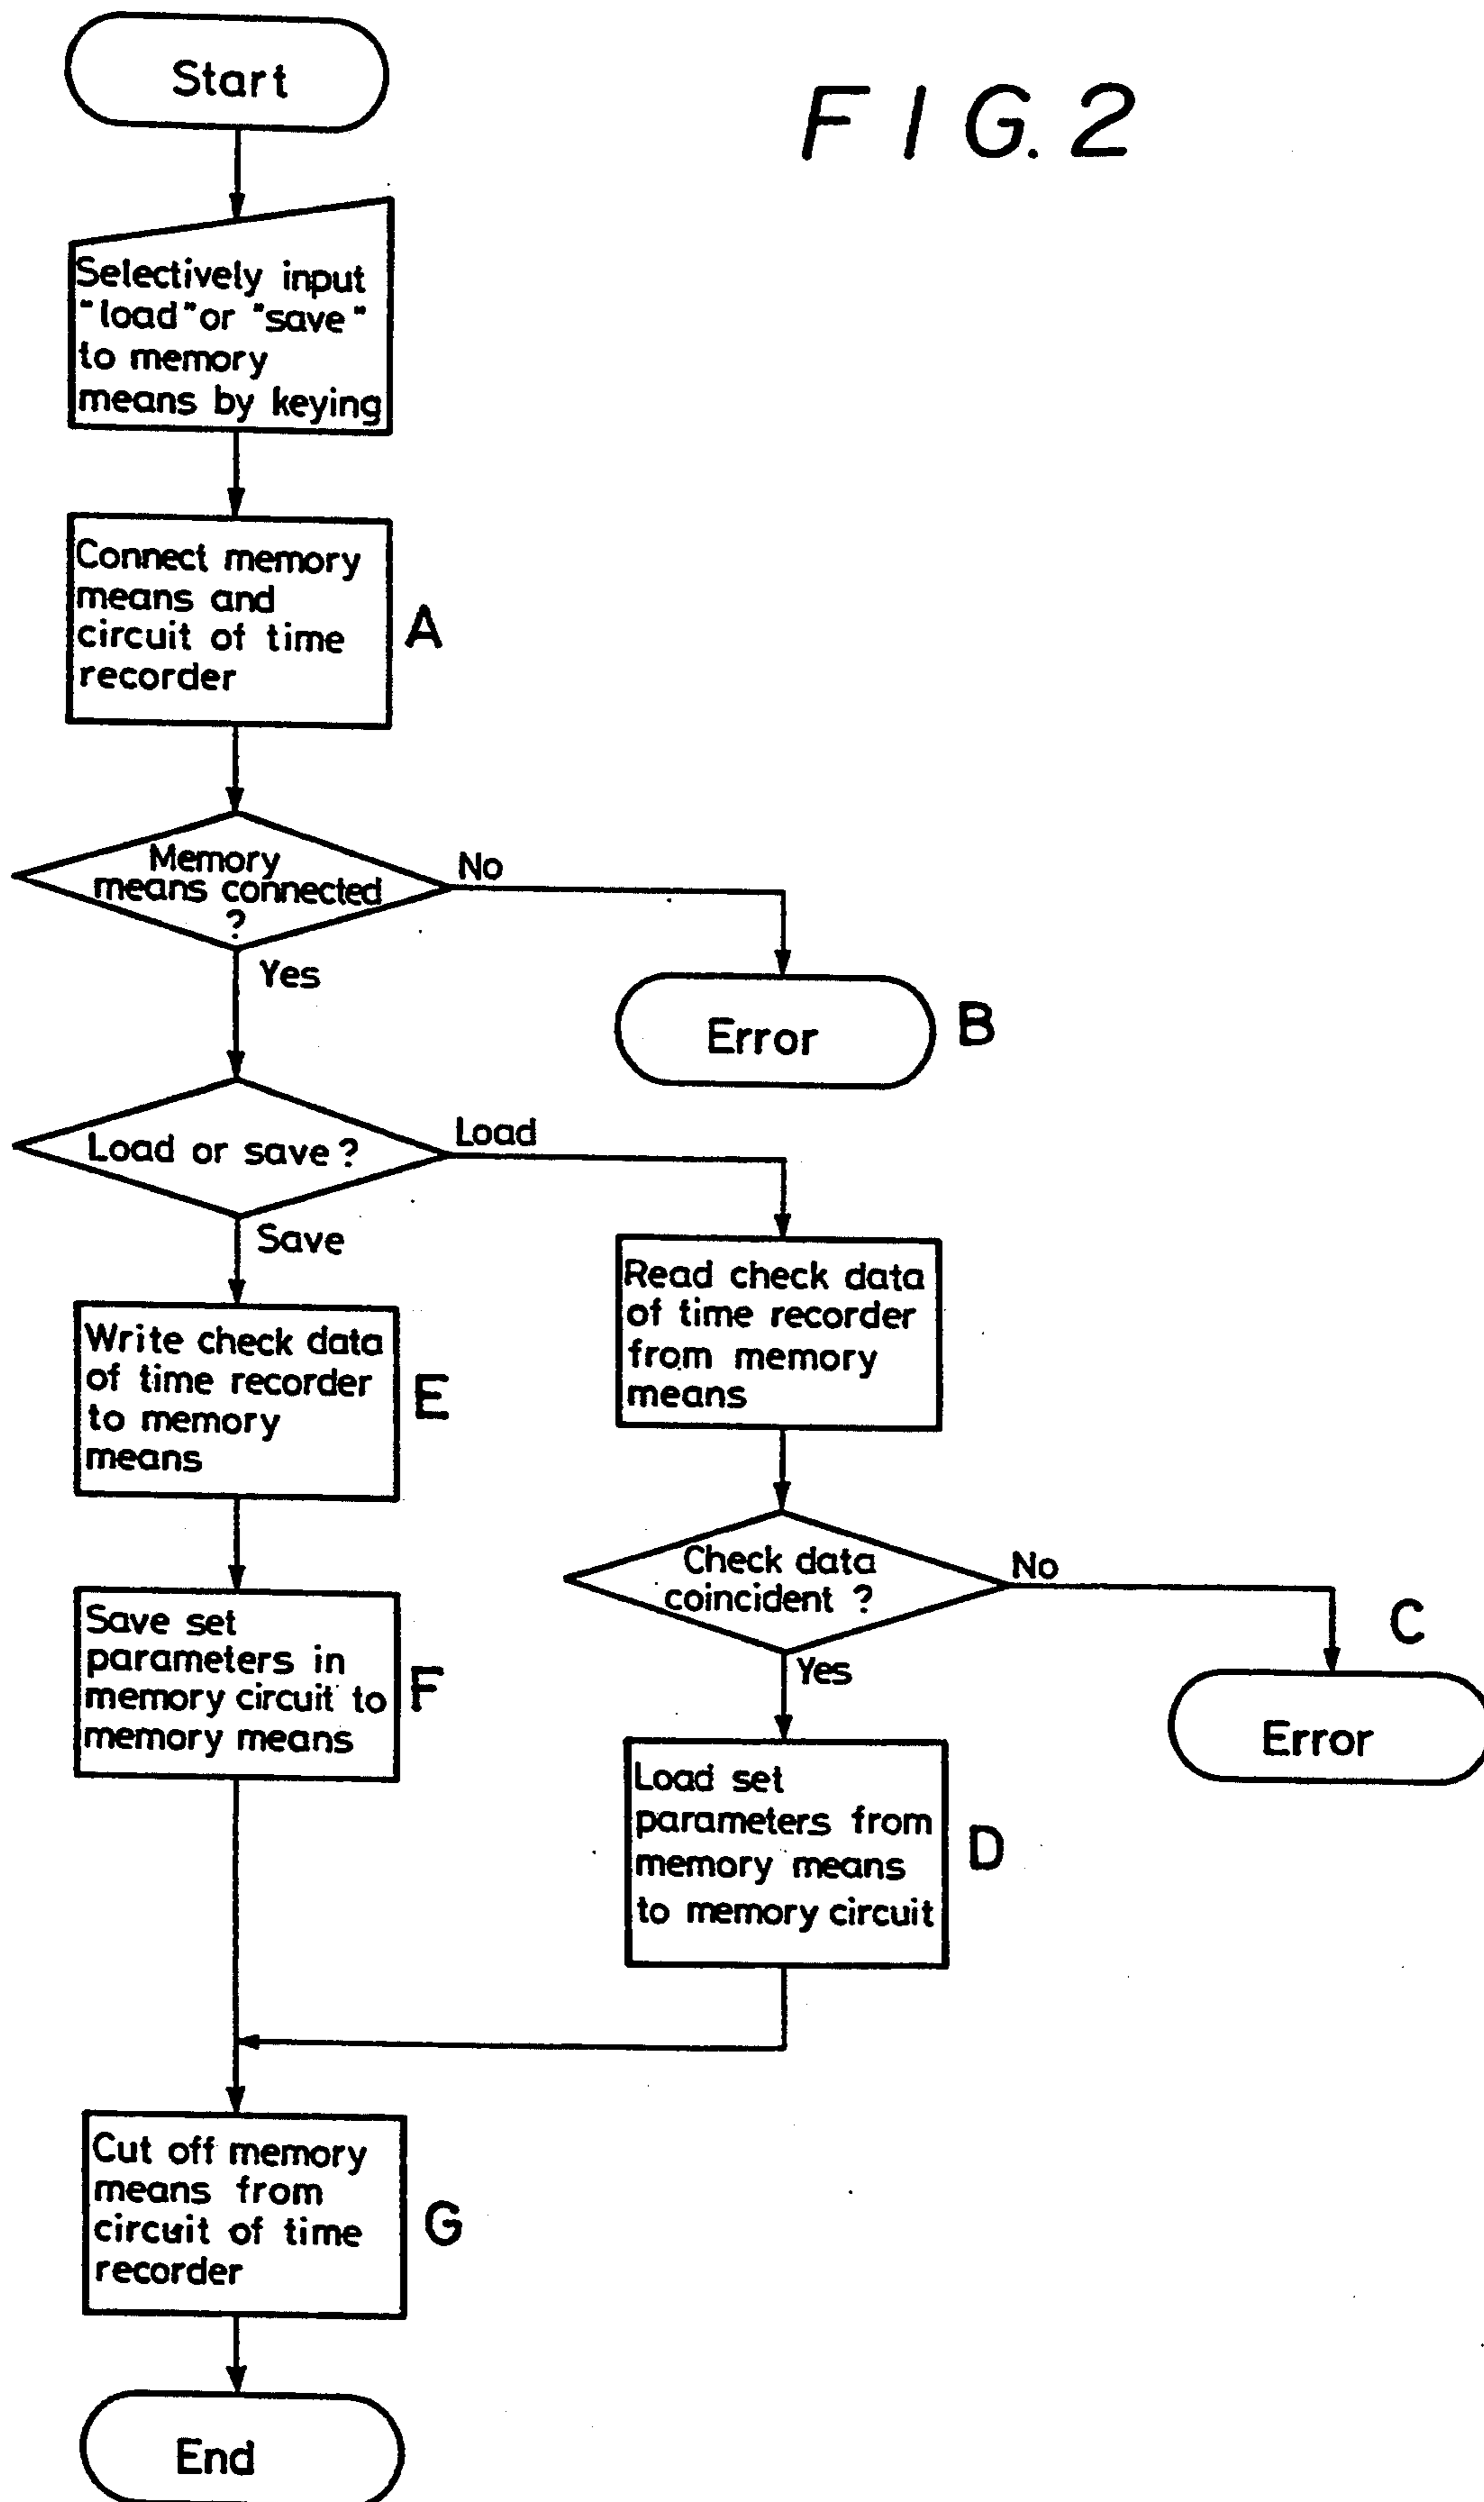 Start
FIG. 2
Selectively input
"load" or "save"
to memory
means by keying
Connect memory
means and
circuit of time
recorder
A
Memory
means connected
?
No
Yes
Error
B
Load or save ?
Load
Save
Read check data
of time recorder
from memory
means
Write check data
of time recorder
to memory
means
E
Check data
coincident ?
No
Yes
C
Error
Save set
parameters in
memory circuit to
memory means
F
Load set
parameters from
memory means
to memory circuit
D
Cut off memory
means from
circuit of time
recorder
G
End